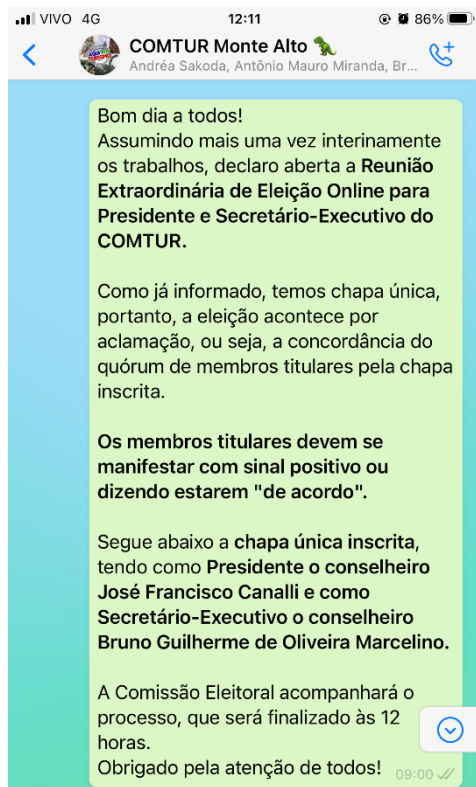 VIVO 4G 12:11 86%
COMTUR Monte Alto 🦖
Andréa Sakoda, Antônio Mauro Miranda, Br...
Bom dia a todos!
Assumindo mais uma vez interinamente
os trabalhos, declaro aberta a Reunião
Extraordinária de Eleição Online para
Presidente e Secretário-Executivo do
COMTUR.
Como já informado, temos chapa única,
portanto, a eleição acontece por
aclamação, ou seja, a concordância do
quórum de membros titulares pela chapa
inscrita.
Os membros titulares devem se
manifestar com sinal positivo ou
dizendo estarem "de acordo".
Segue abaixo a chapa única inscrita,
tendo como Presidente o conselheiro
José Francisco Canalli e como
Secretário-Executivo o conselheiro
Bruno Guilherme de Oliveira Marcelino.
A Comissão Eleitoral acompanhará o
processo, que será finalizado às 12
horas.
Obrigado pela atenção de todos! 09:00